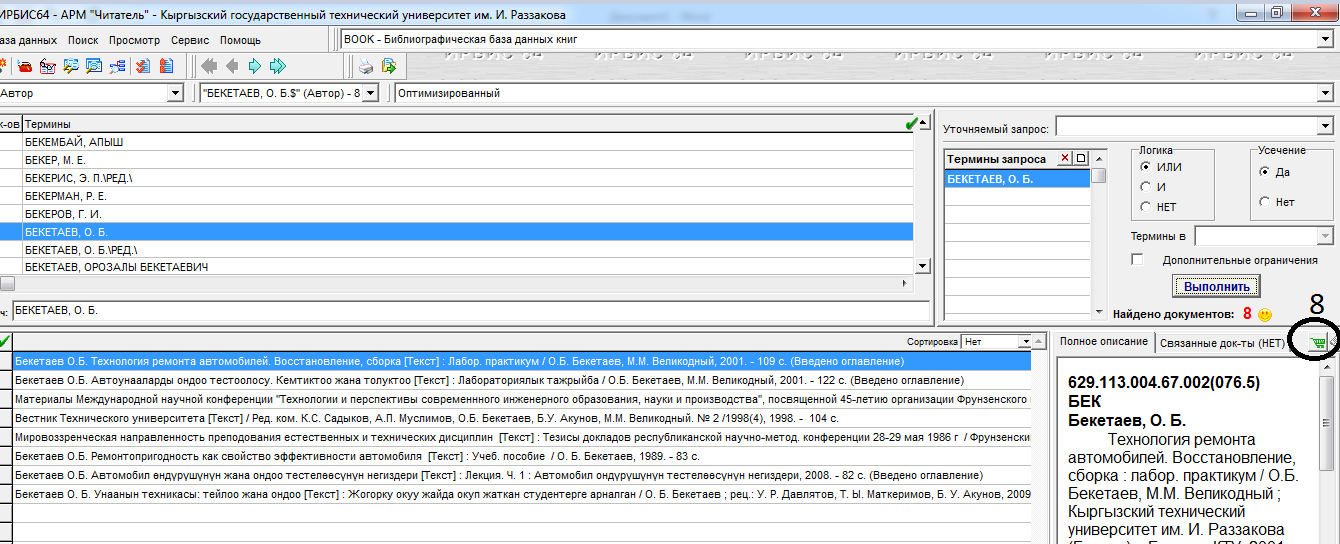 ИРБИС64 - АРМ "Читатель" - Кыргызский государственный технический университет им. И. Раззакова
аза данных Поиск Просмотр Сервис Помощь
BOOK - Библиографическая база данных книг
Автор
"БЕКЕТАЕВ, О. Б.$" (Автор) - 8
Оптимизированный
к-ов Термины
БЕКЕМБАЙ, АПЫШ
БЕКЕР, М. Е.
БЕКЕРИС, Э. П.\РЕД.\
БЕКЕРМАН, Р. Е.
БЕКЕРОВ, Г. И.
БЕКЕТАЕВ, О. Б.
БЕКЕТАЕВ, О. Б.\РЕД.\
БЕКЕТАЕВ, ОРОЗАЛЫ БЕКЕТАЕВИЧ
ч: БЕКЕТАЕВ, О. Б.
Уточняемый запрос:
Термины запроса
БЕКЕТАЕВ, О. Б.
Логика
ИЛИ
И
НЕТ
Усечение
Да
Нет
Термины в
Дополнительные ограничения
Выполнить
Найдено документов: 8
8
Сортировка Нет
Бекетаев О.Б. Технология ремонта автомобилей. Восстановление, сборка [Текст] : Лабор. практикум / О.Б. Бекетаев, М.М. Великодный, 2001. - 109 с. (Введено оглавление)
Бекетаев О.Б. Автоунааларды ондоо тестоолосу. Кемтиктоо жана толуктоо [Текст] : Лабораториялык тажрыйба / О.Б. Бекетаев, М.М. Великодный, 2001. - 122 с. (Введено оглавление)
Материалы Международной научной конференции "Технологии и перспективы современнного инженерного образования, науки и производства", посвященной 45-летию организации Фрунзенского
Вестник Технического университета [Текст] / Ред. ком. К.С. Садыков, А.П. Муслимов, О.Б. Бекетаев, Б.У. Акунов, М.М. Великодный. № 2 /1998(4), 1998. - 104 с.
Мировоззренческая направленность преподования естественных и технических дисциплин [Текст] : Тезисы докладов республиканской научно-метод. конференции 28-29 мая 1986 г / Фрунзенски
Бекетаев О.Б. Ремонтопригодность как свойство эффективности автомобиля [Текст] : Учеб. пособие / О. Б. Бекетаев, 1989. - 83 с.
Бекетаев О.Б. Автомобил өндүрүшүнүн жана оңдоо тестелөөсүнүн негиздери [Текст] : Лекция. Ч. 1 : Автомобил өндүрүшүнүн тестелөөсүнүн негиздери, 2008. - 82 с. (Введено оглавление)
Бекетаев О. Б. Унаанын техникасы: тейлоо жана ондоо [Текст] : Жогорку окуу жайда окуп жаткан студентерге арналган / О. Б. Бекетаев ; рец.: У. Р. Давлятов, Т. Ы. Маткеримов, Б. У. Акунов, 2009
Полное описание Связанные док-ты (НЕТ)
629.113.004.67.002(076.5)
БЕК
Бекетаев, О. Б.
Технология ремонта
автомобилей. Восстановление,
сборка : лабор. практикум / О.Б.
Бекетаев, М.М. Великодный ;
Кыргызский технический
университет им. И. Раззакова